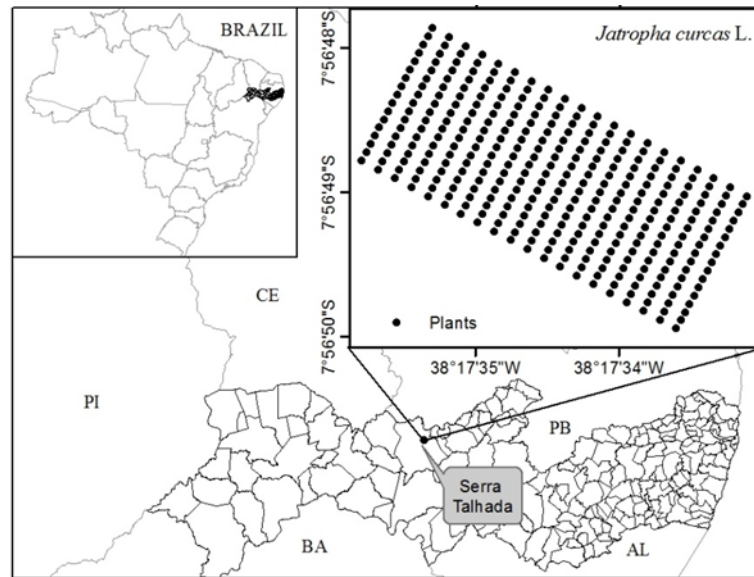 BRAZIL
Jatropha curcas L.
7°56'48"S
7°56'49"S
7°56'50"S
Plants
38°17'35"W
38°17'34"W
CE
PI
PB
Serra
Talhada
BA
AL